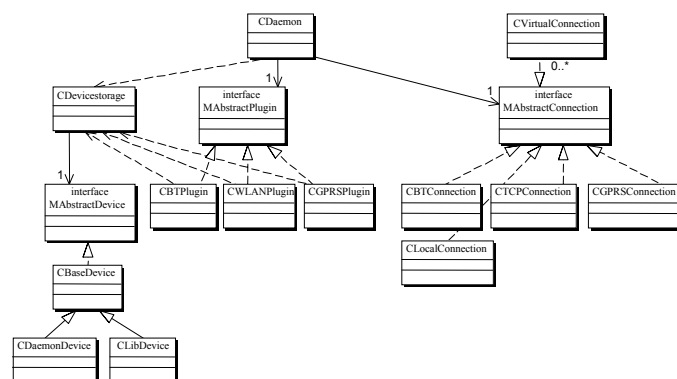 CDaemon
CVirtualConnection
0..*
1
1
CDevicestorage
interface
MAbstractPlugin
interface
MAbstractConnection
1
interface
MAbstractDevice
CBTPlugin
CWLANPlugin
CGPRSPlugin
CBTConnection
CTCPConnection
CGPRSConnection
CLocalConnection
CBaseDevice
CDaemonDevice
CLibDevice